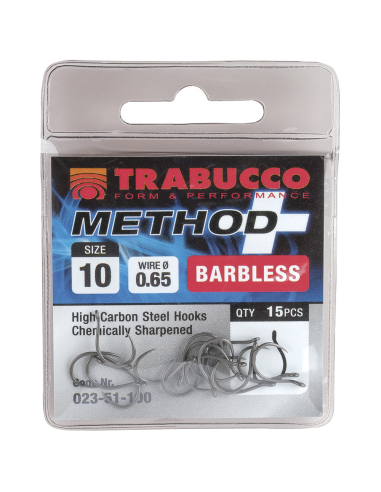 TRABUCCO
FORM & PERFORMANCE
METHOD+
SIZE
10
WIRE Ø
0.65
BARBLESS
QTY 15PCS
High Carbon Steel Hooks
Chemically Sharpened
Code Nr.
023-51-100